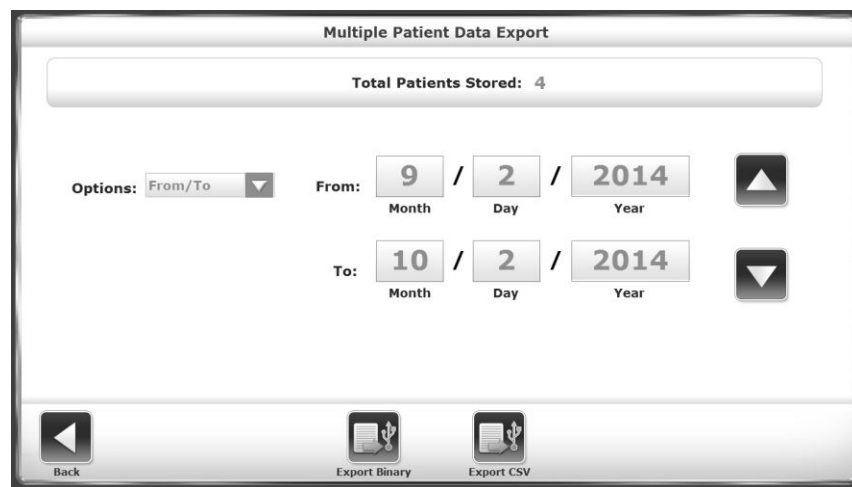 Multiple Patient Data Export
Total Patients Stored: 4
Options: From/To From: 9 / 2 / 2014
Month Day Year
To: 10 / 2 / 2014
Month Day Year
Back Export Binary Export CSV